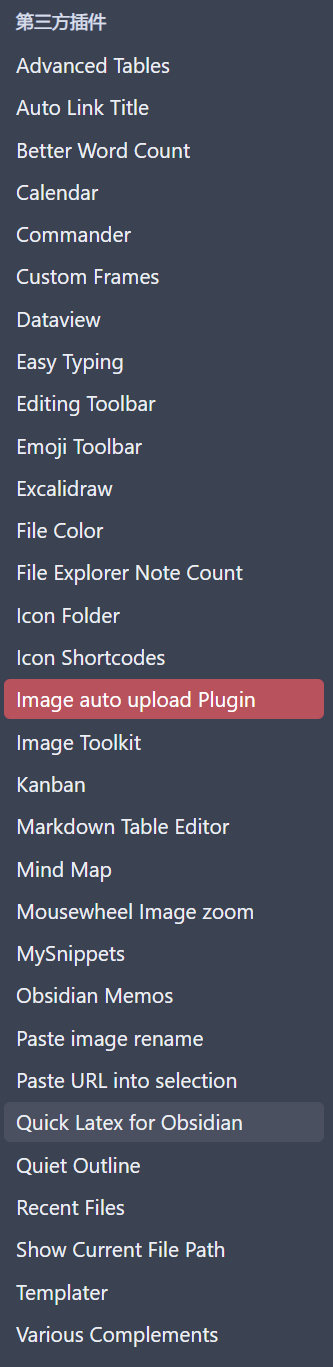 第三方插件
Advanced Tables
Auto Link Title
Better Word Count
Calendar
Commander
Custom Frames
Dataview
Easy Typing
Editing Toolbar
Emoji Toolbar
Excalidraw
File Color
File Explorer Note Count
Icon Folder
Icon Shortcodes
Image auto upload Plugin
Image Toolkit
Kanban
Markdown Table Editor
Mind Map
Mousewheel Image zoom
MySnippets
Obsidian Memos
Paste image rename
Paste URL into selection
Quick Latex for Obsidian
Quiet Outline
Recent Files
Show Current File Path
Templater
Various Complements